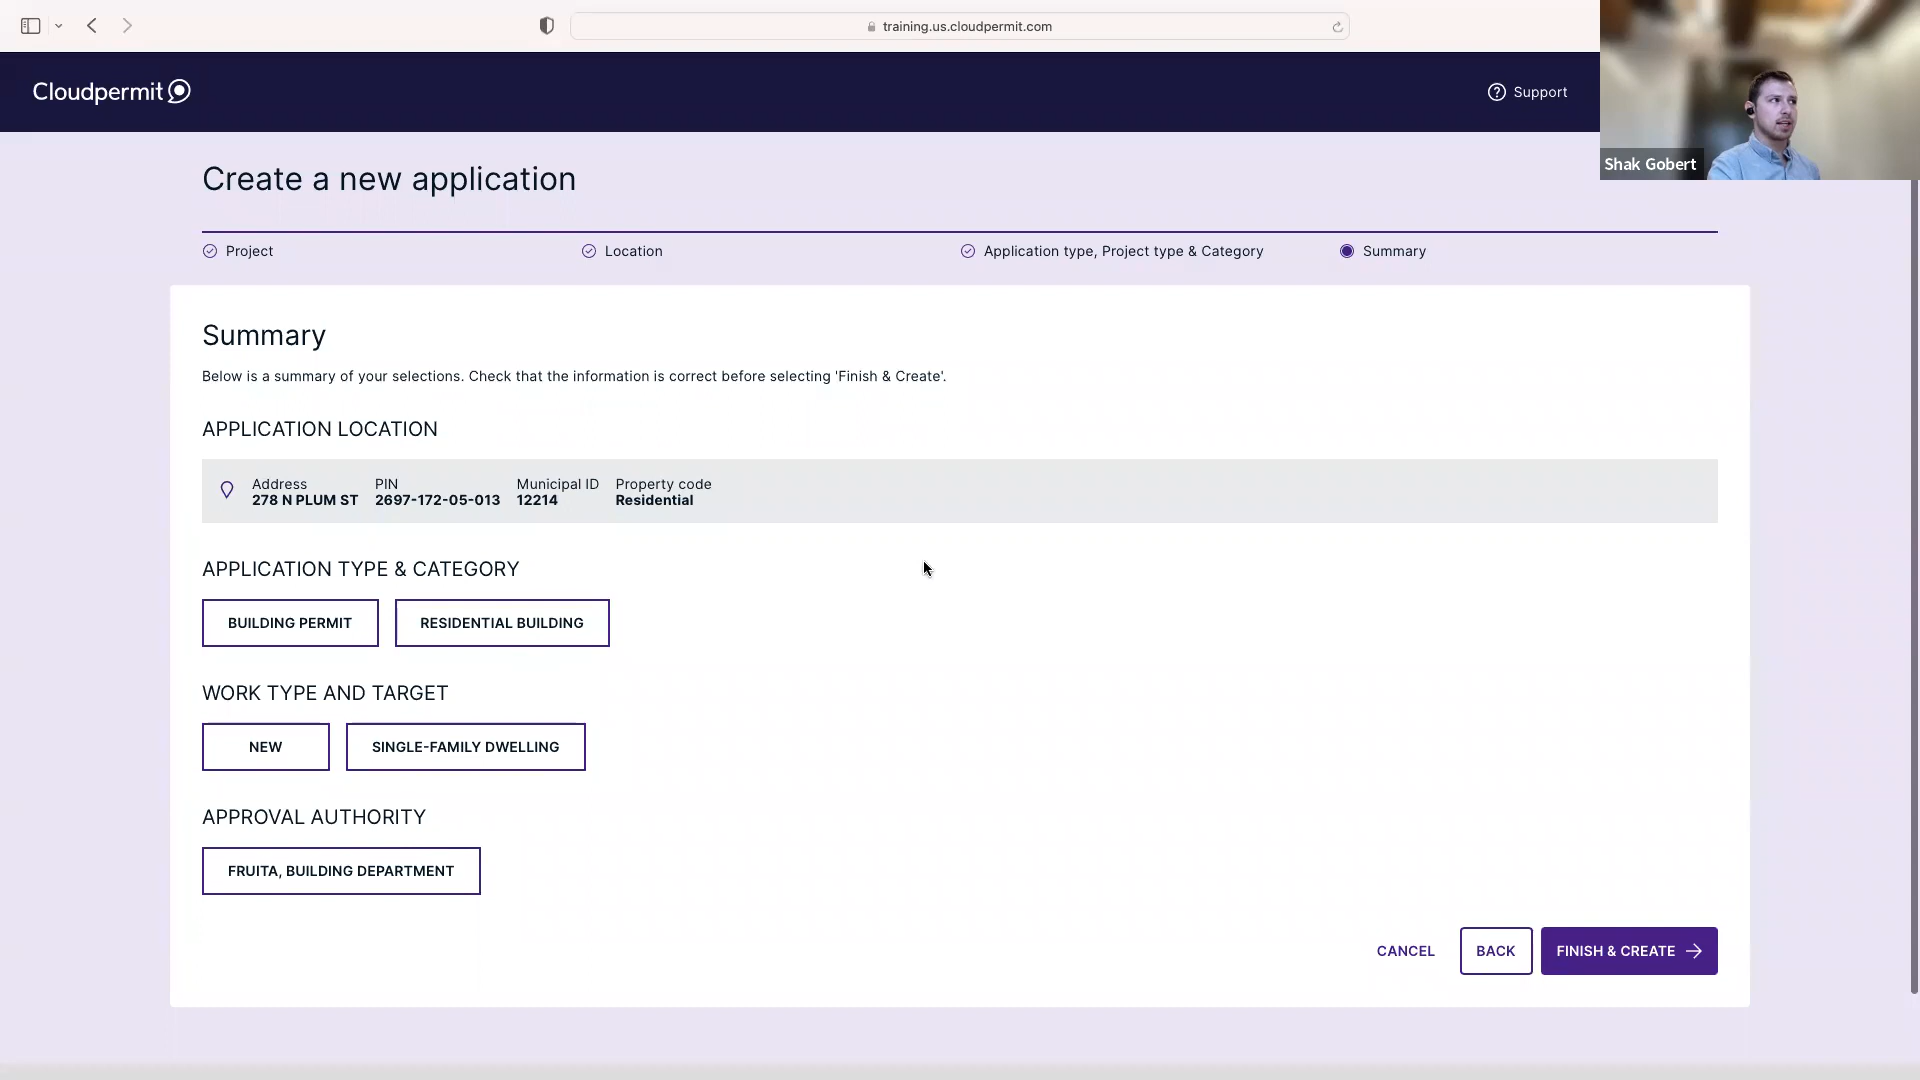 training.us.cloudpermit.com
Cloudpermit
Support
Shak Gobert
Create a new application
Project
Location
Application type, Project type & Category
Summary
Summary
Below is a summary of your selections. Check that the information is correct before selecting 'Finish & Create'.
APPLICATION LOCATION
Address PIN Municipal ID Property code
278 N PLUM ST 2697-172-05-013 12214 Residential
APPLICATION TYPE & CATEGORY
BUILDING PERMIT RESIDENTIAL BUILDING
WORK TYPE AND TARGET
NEW SINGLE-FAMILY DWELLING
APPROVAL AUTHORITY
FRUITA, BUILDING DEPARTMENT
CANCEL BACK FINISH & CREATE